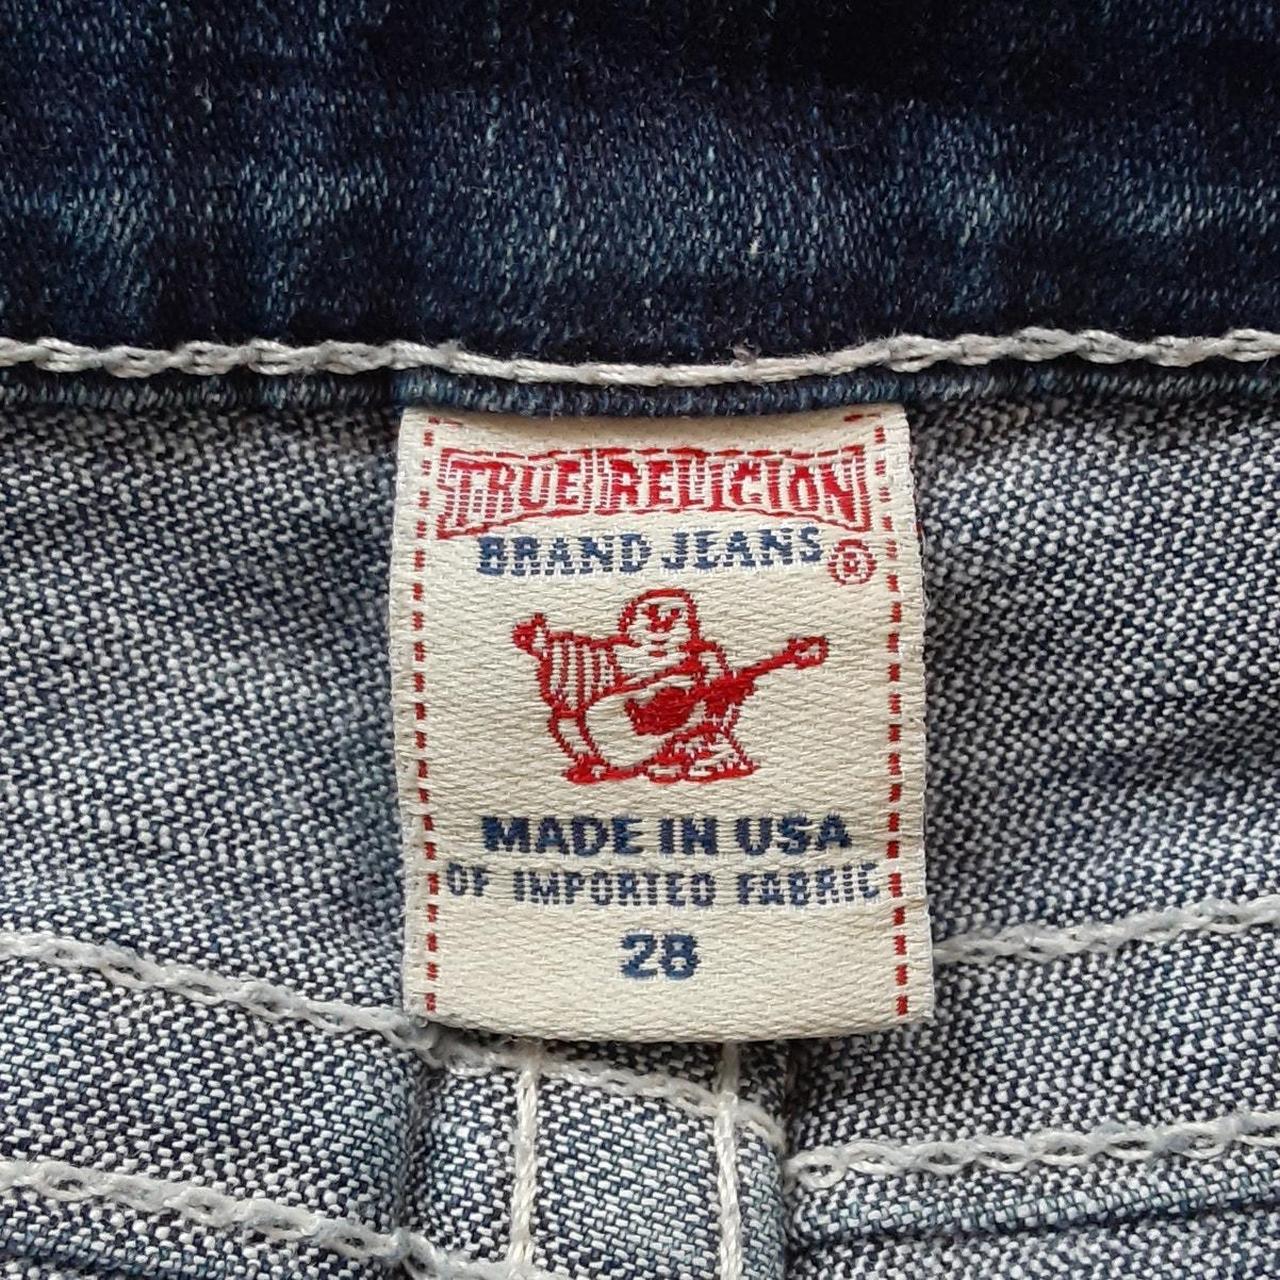 TRUE RELIGION
BRAND JEANS ®
MADE IN USA
OF IMPORTED FABRIC
28